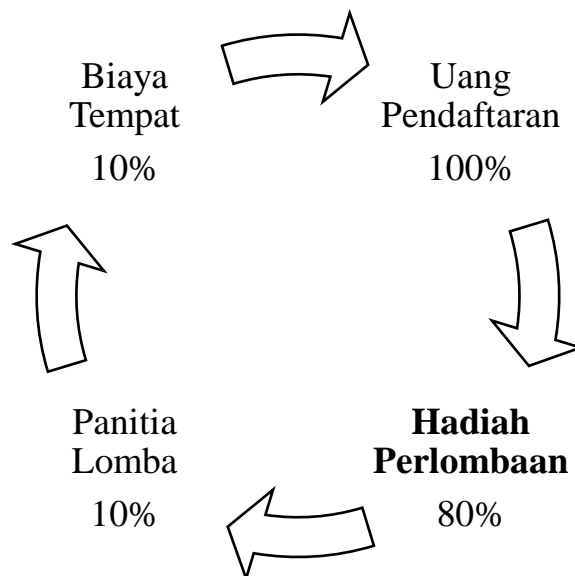 Biaya
Tempat
10%
Uang
Pendaftaran
100%
Panitia
Lomba
10%
Hadiah
Perlombaan
80%